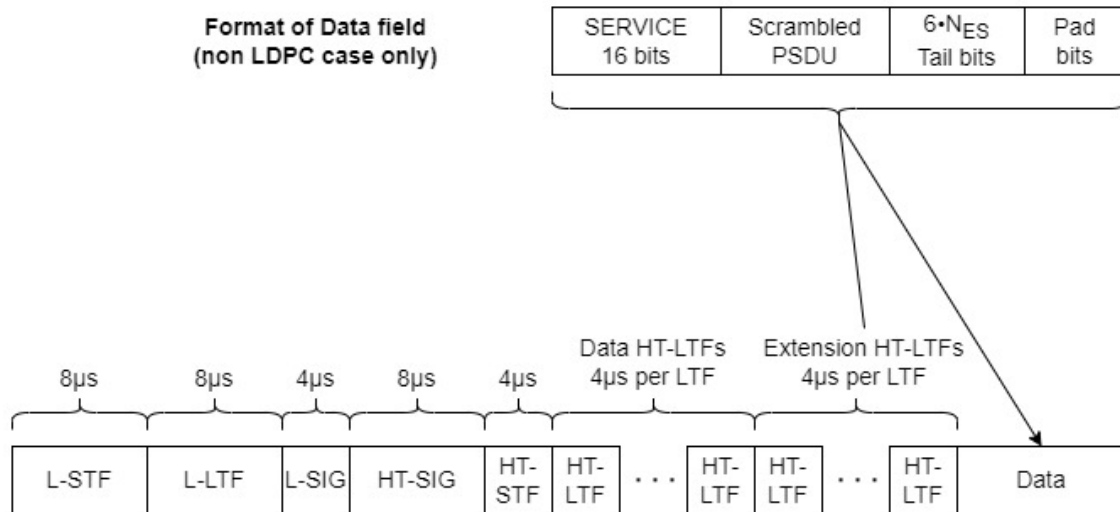 Format of Data field
(non LDPC case only)
SERVICE
16 bits
Scrambled
PSDU
6•N_ES
Tail bits
Pad
bits
Data HT-LTFs
4μs per LTF
Extension HT-LTFs
4μs per LTF
8μs
8μs
4μs
8μs
4μs
L-STF
L-LTF
L-SIG
HT-SIG
HT-
STF
HT-
LTF
· · ·
HT-
LTF
HT-
LTF
· · ·
HT-
LTF
Data